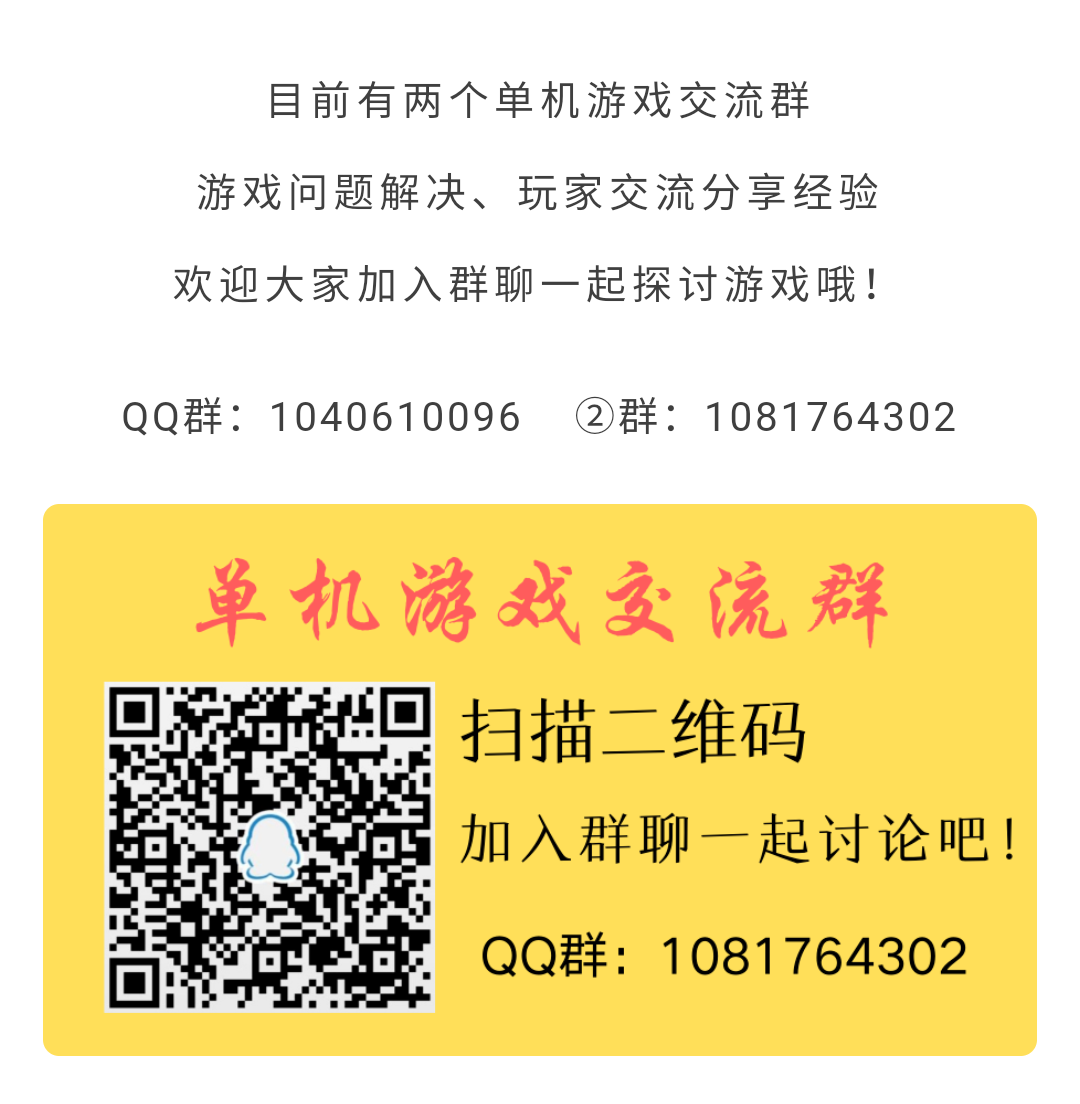 目前有两个单机游戏交流群
游戏问题解决、玩家交流分享经验
欢迎大家加入群聊一起探讨游戏哦！
QQ群：1040610096 ②群：1081764302
单机游戏交流群
扫描二维码
加入群聊一起讨论吧！
QQ群：1081764302